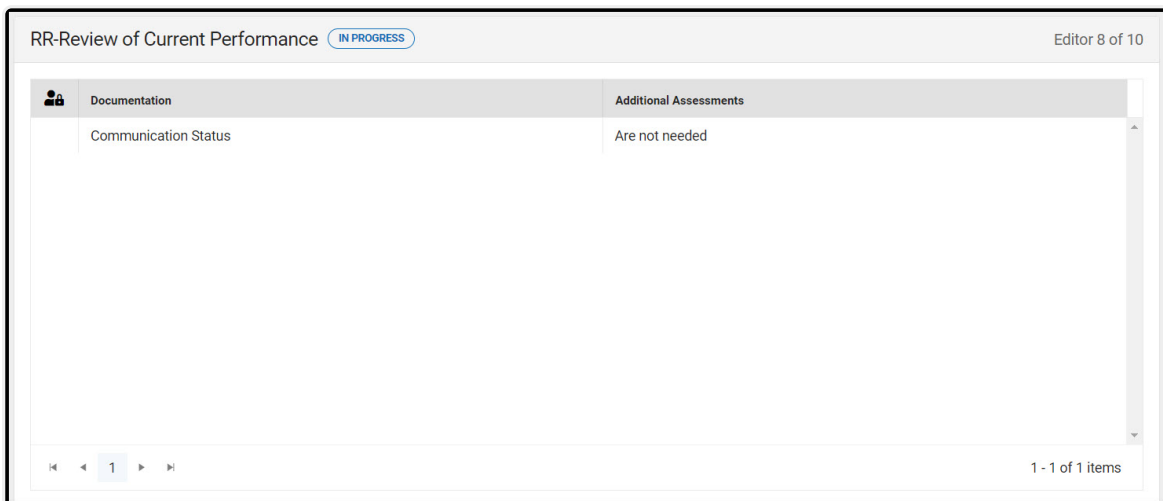 RR-Review of Current Performance IN PROGRESS Editor 8 of 10
Documentation Additional Assessments
Communication Status Are not needed
1 1 - 1 of 1 items